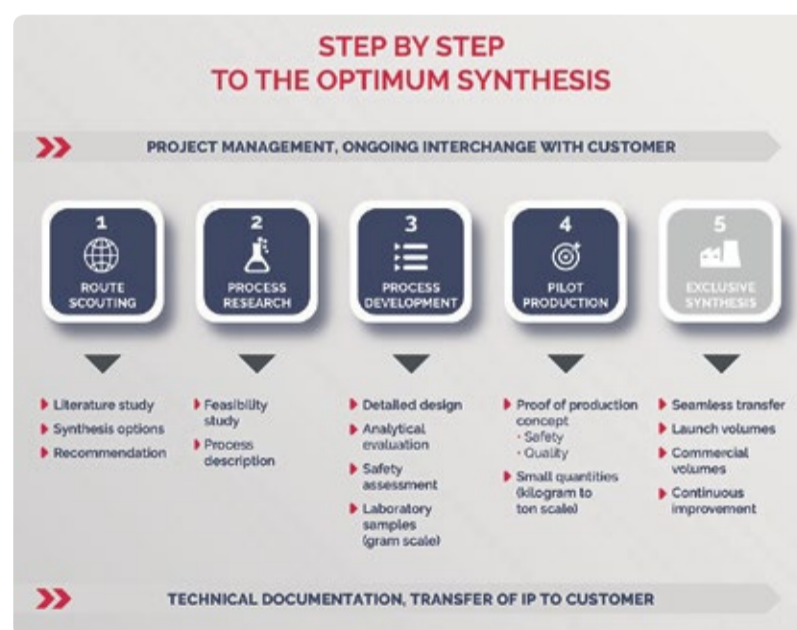 STEP BY STEP
TO THE OPTIMUM SYNTHESIS
PROJECT MANAGEMENT, ONGOING INTERCHANGE WITH CUSTOMER
1
ROUTE
SCOUTING
Literature study
Synthesis options
Recommendation
2
PROCESS
RESEARCH
Feasibility
study
Process
description
3
PROCESS
DEVELOPMENT
Detailed design
Analytical
evaluation
Safety
assessment
Laboratory
samples
(gram scale)
4
PILOT
PRODUCTION
Proof of production
concept
· Safety
· Quality
Small quantities
(kilogram to
ton scale)
5
EXCLUSIVE
SYNTHESIS
Seamless transfer
Launch volumes
Commercial
volumes
Continuous
improvement
TECHNICAL DOCUMENTATION, TRANSFER OF IP TO CUSTOMER